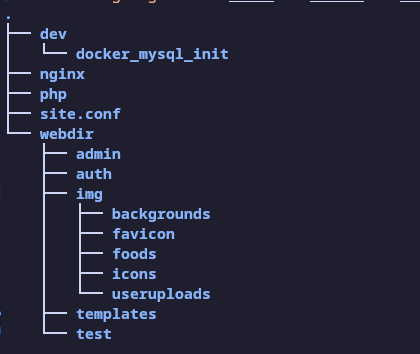 .
dev
docker_mysql_init
nginx
php
site.conf
webdir
admin
auth
img
backgrounds
favicon
foods
icons
useruploads
templates
test